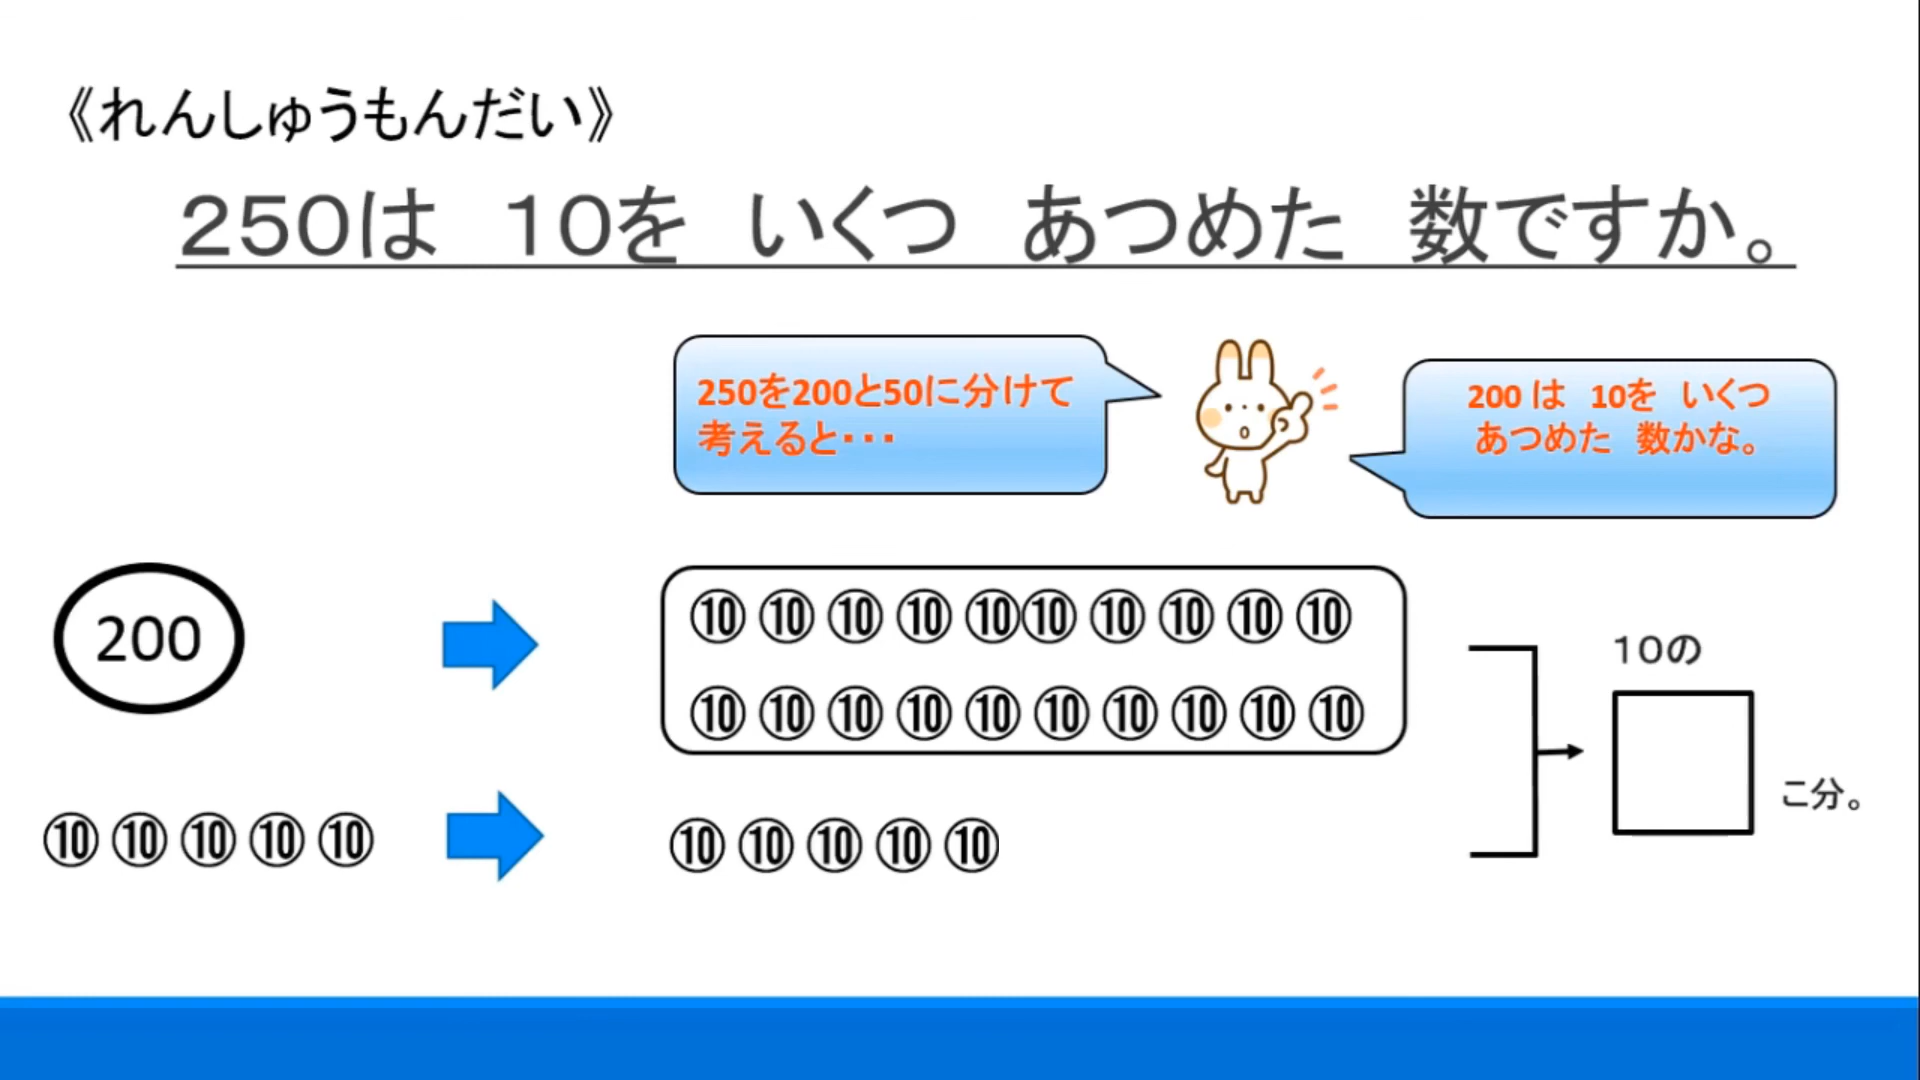 《れんしゅうもんだい》
２５０は　１０を　いくつ　あつめた　数ですか。
250を200と50に分けて
考えると・・・
200 は　10を　いくつ
あつめた　数かな。
200
⑩ ⑩ ⑩ ⑩ ⑩⑩ ⑩ ⑩ ⑩ ⑩
⑩ ⑩ ⑩ ⑩ ⑩ ⑩ ⑩ ⑩ ⑩ ⑩
１０の
こ分。
⑩ ⑩ ⑩ ⑩ ⑩
⑩ ⑩ ⑩ ⑩ ⑩